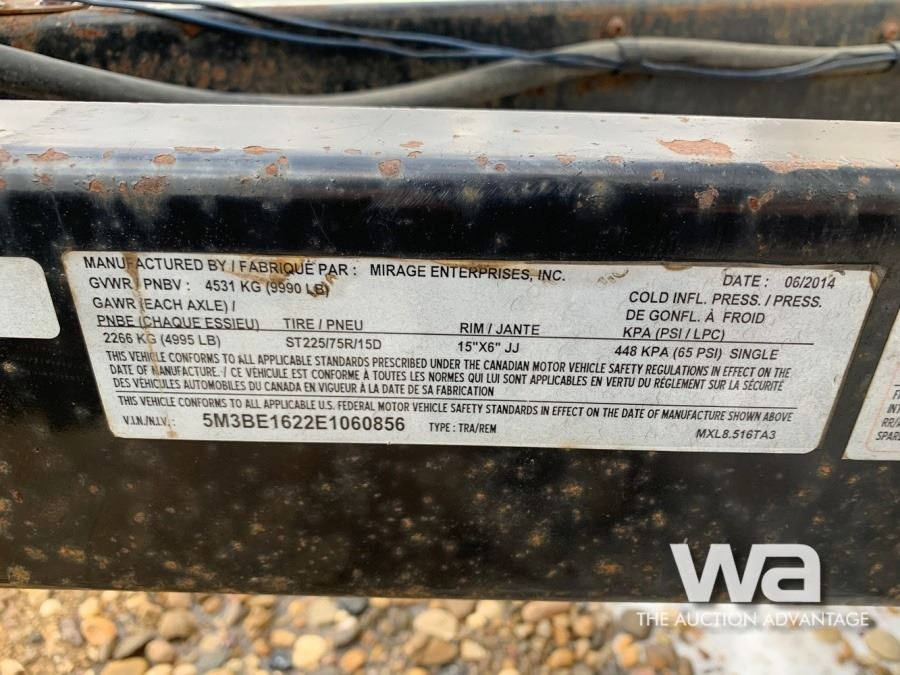 MANUFACTURED BY / FABRIQUÉ PAR : MIRAGE ENTERPRISES, INC.
DATE : 06/2014
GVWR / PNBV : 4531 KG (9990 LB)
GAWR (EACH AXLE) /
PNBE (CHAQUE ESSIEU) TIRE / PNEU RIM / JANTE
COLD INFL. PRESS. / PRESS.
DE GONFL. À FROID
KPA (PSI / LPC)
2266 KG (4995 LB) ST225/75R/15D 15"X6" JJ 448 KPA (65 PSI) SINGLE
THIS VEHICLE CONFORMS TO ALL APPLICABLE STANDARDS PRESCRIBED UNDER THE CANADIAN MOTOR VEHICLE SAFETY REGULATIONS IN EFFECT ON THE
DATE OF MANUFACTURE. / CE VÉHICULE EST CONFORME À TOUTES LES NORMES QUI LUI SONT APPLICABLES EN VERTU DU RÈGLEMENT SUR LA SÉCURITÉ
DES VÉHICULES AUTOMOBILES DU CANADA EN VIGUEUR À LA DATE DE SA FABRICATION
THIS VEHICLE CONFORMS TO ALL APPLICABLE U.S. FEDERAL MOTOR VEHICLE SAFETY STANDARDS IN EFFECT ON THE DATE OF MANUFACTURE SHOWN ABOVE
V.I.N./N.I.V. : 5M3BE1622E1060856 TYPE : TRA/REM MXL8.516TA3
wa
THE AUCTION ADVANTAGE